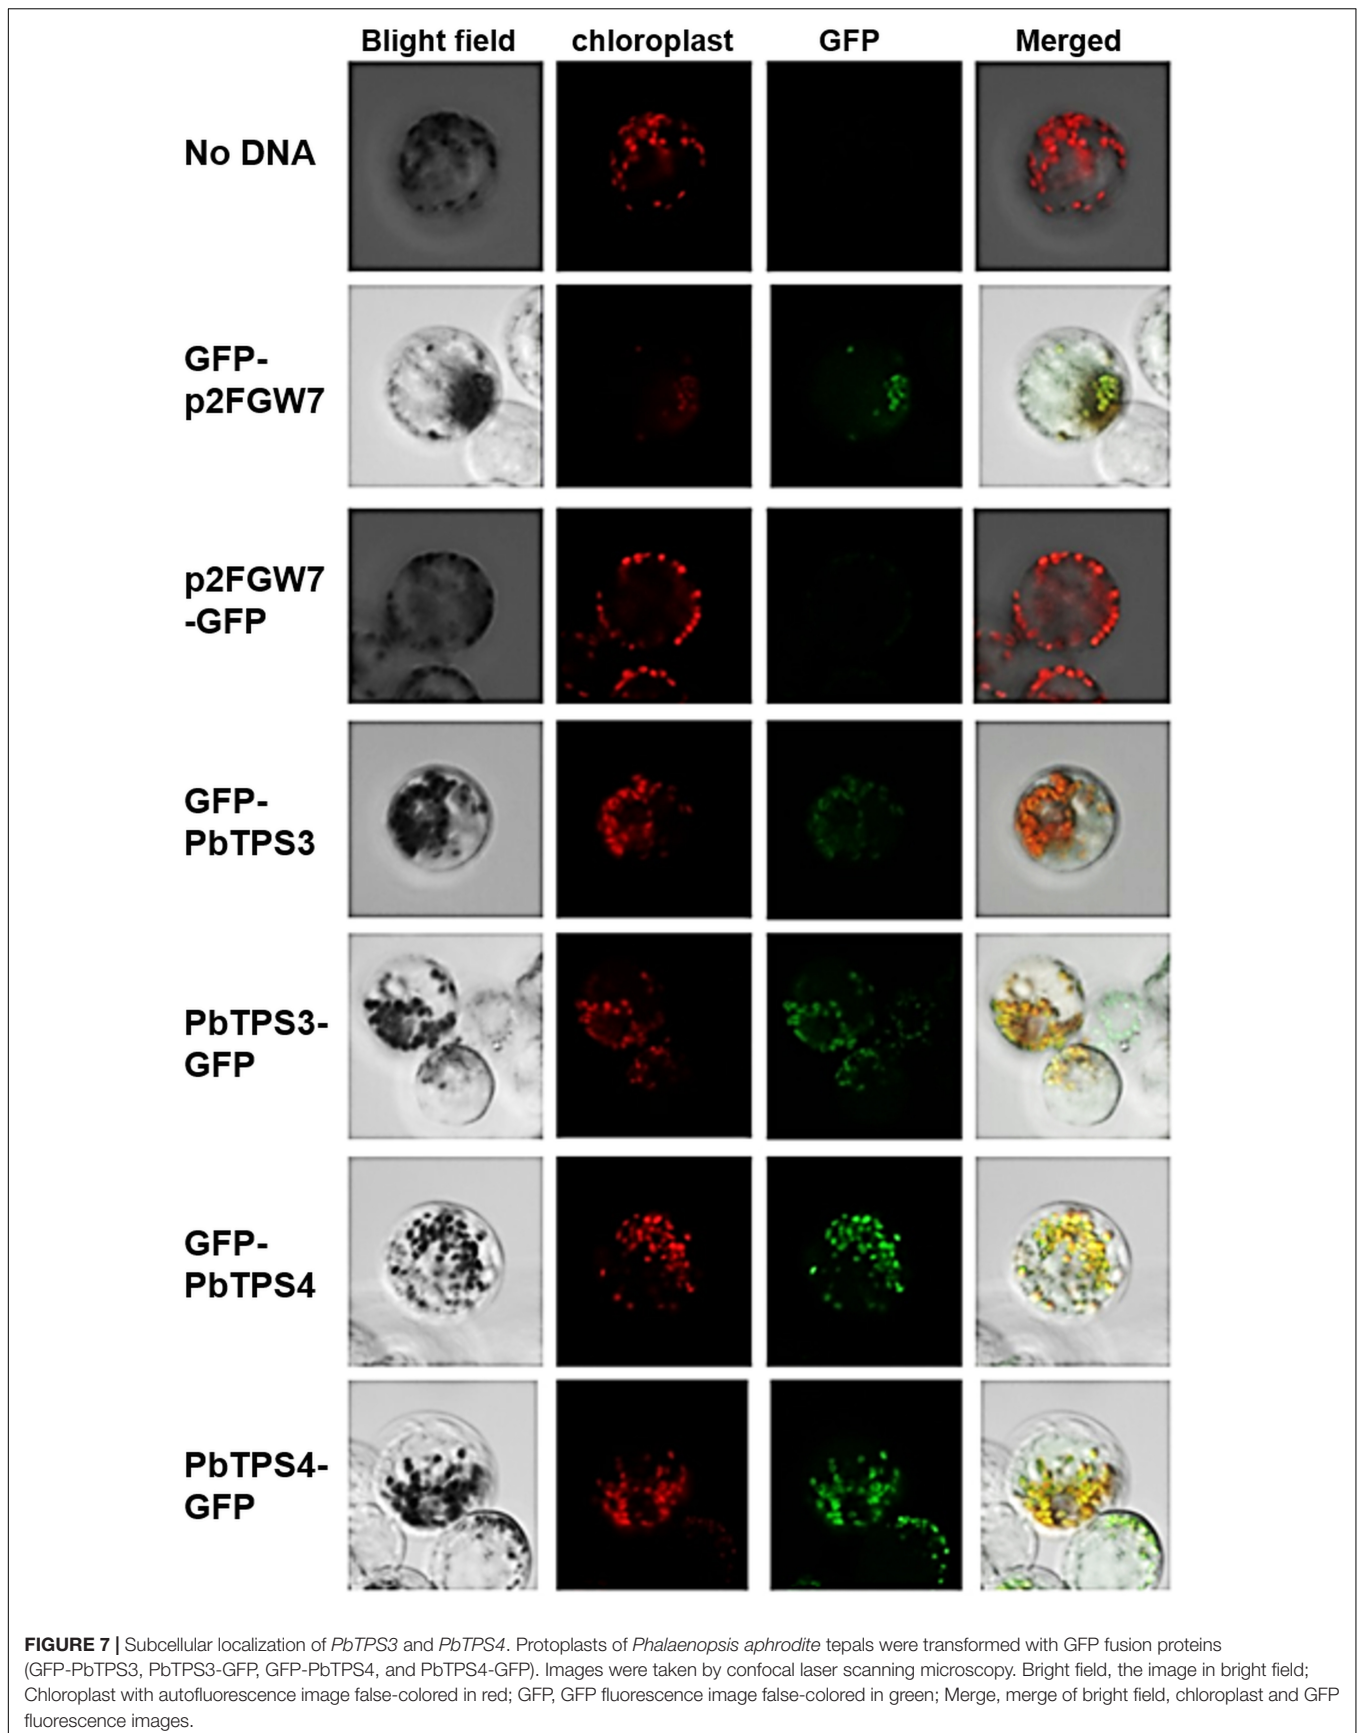 Blight field chloroplast GFP Merged
No DNA
GFP-
p2FGW7
p2FGW7
-GFP
GFP-
PbTPS3
PbTPS3-
GFP
GFP-
PbTPS4
PbTPS4-
GFP
FIGURE 7 | Subcellular localization of PbTPS3 and PbTPS4. Protoplasts of Phalaenopsis aphrodite tepals were transformed with GFP fusion proteins
(GFP-PbTPS3, PbTPS3-GFP, GFP-PbTPS4, and PbTPS4-GFP). Images were taken by confocal laser scanning microscopy. Bright field, the image in bright field;
Chloroplast with autofluorescence image false-colored in red; GFP, GFP fluorescence image false-colored in green; Merge, merge of bright field, chloroplast and GFP
fluorescence images.